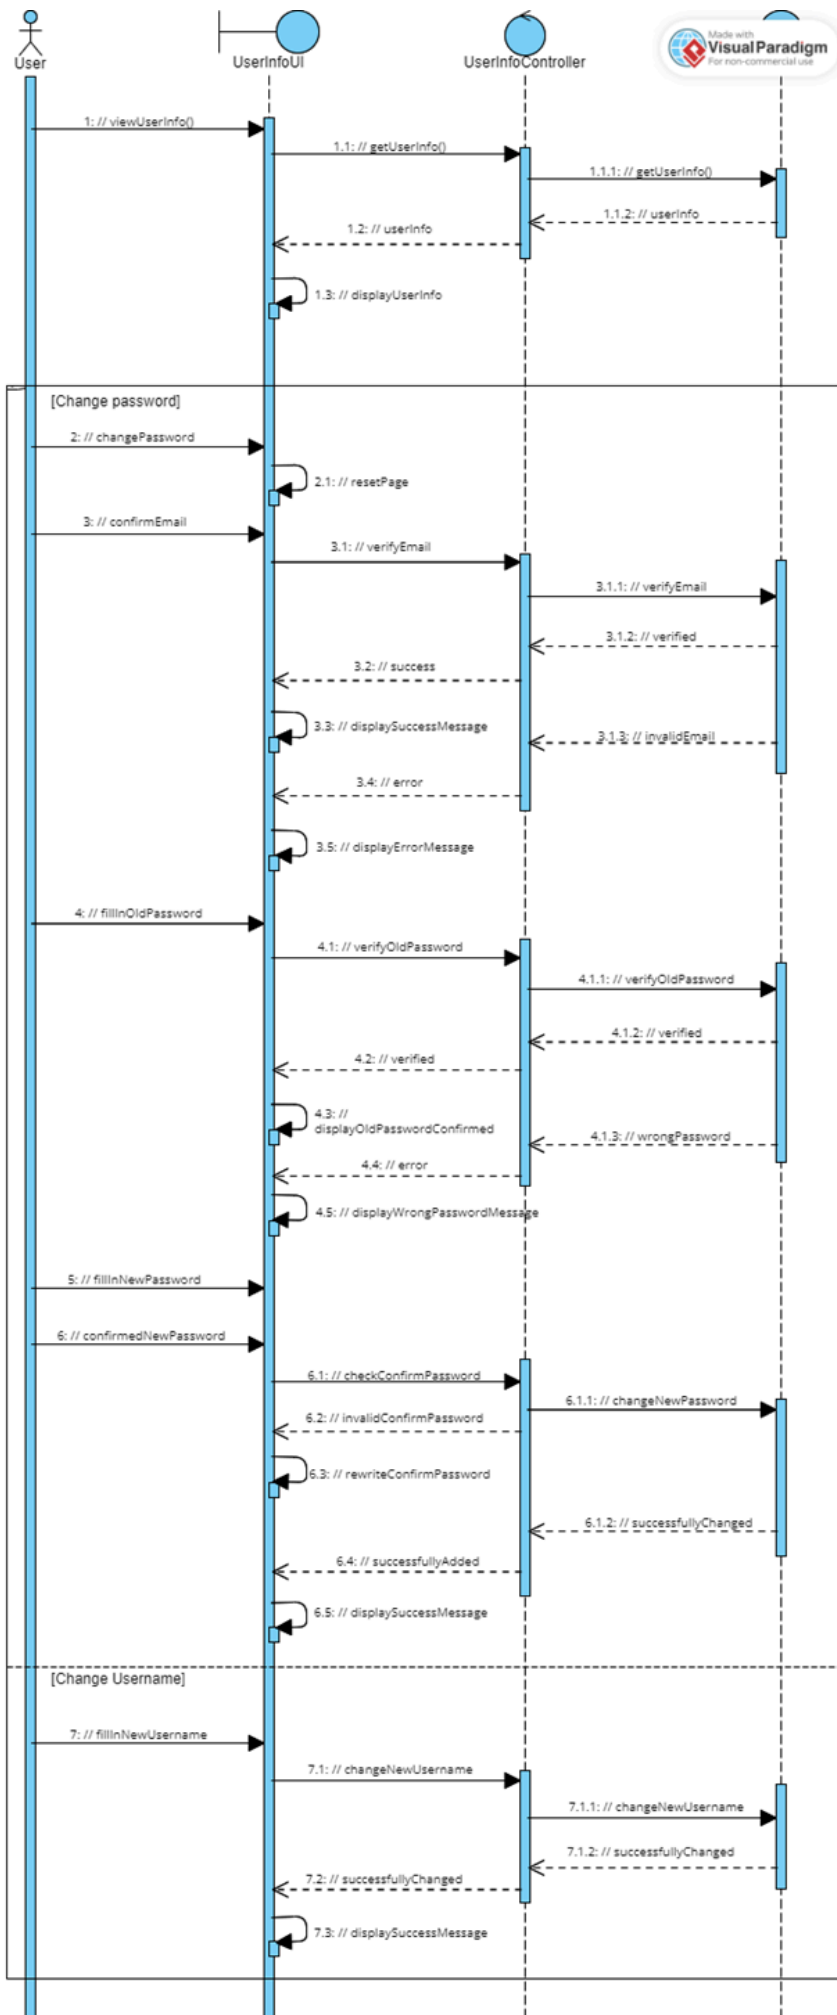 Made with
VisualParadigm
For non-commercial use
User
UserInfoUI
UserInfoController
1: // viewUserInfo()
1.1: // getUserInfo()
1.1.1: // getUserInfo()
1.1.2: // userInfo
1.2: // userInfo
1.3: // displayUserInfo
[Change password]
2: // changePassword
2.1: // resetPage
3: // confirmEmail
3.1: // verifyEmail
3.1.1: // verifyEmail
3.1.2: // verified
3.2: // success
3.3: // displaySuccessMessage
3.1.3: // invalidEmail
3.4: // error
3.5: // displayErrorMessage
4: // fillInOldPassword
4.1: // verifyOldPassword
4.1.1: // verifyOldPassword
4.1.2: // verified
4.2: // verified
4.3: //
displayOldPasswordConfirmed
4.1.3: // wrongPassword
4.4: // error
4.5: // displayWrongPasswordMessage
5: // fillInNewPassword
6: // confirmedNewPassword
6.1: // checkConfirmPassword
6.1.1: // changeNewPassword
6.2: // invalidConfirmPassword
6.3: // rewriteConfirmPassword
6.1.2: // successfullyChanged
6.4: // successfullyAdded
6.5: // displaySuccessMessage
[Change Username]
7: // fillInNewUsername
7.1: // changeNewUsername
7.1.1: // changeNewUsername
7.1.2: // successfullyChanged
7.2: // successfullyChanged
7.3: // displaySuccessMessage